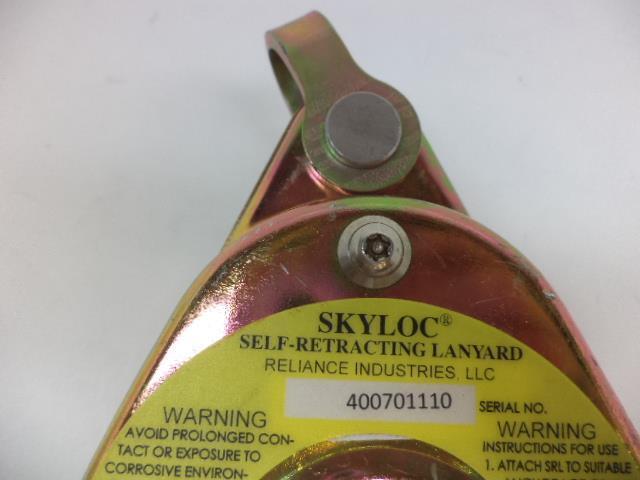 SKYLOC®
SELF-RETRACTING LANYARD
RELIANCE INDUSTRIES, LLC
400701110 SERIAL NO.
WARNING
AVOID PROLONGED CON-
TACT OR EXPOSURE TO
CORROSIVE ENVIRON-
WARNING
INSTRUCTIONS FOR USE
1. ATTACH SRL TO SUITABLE